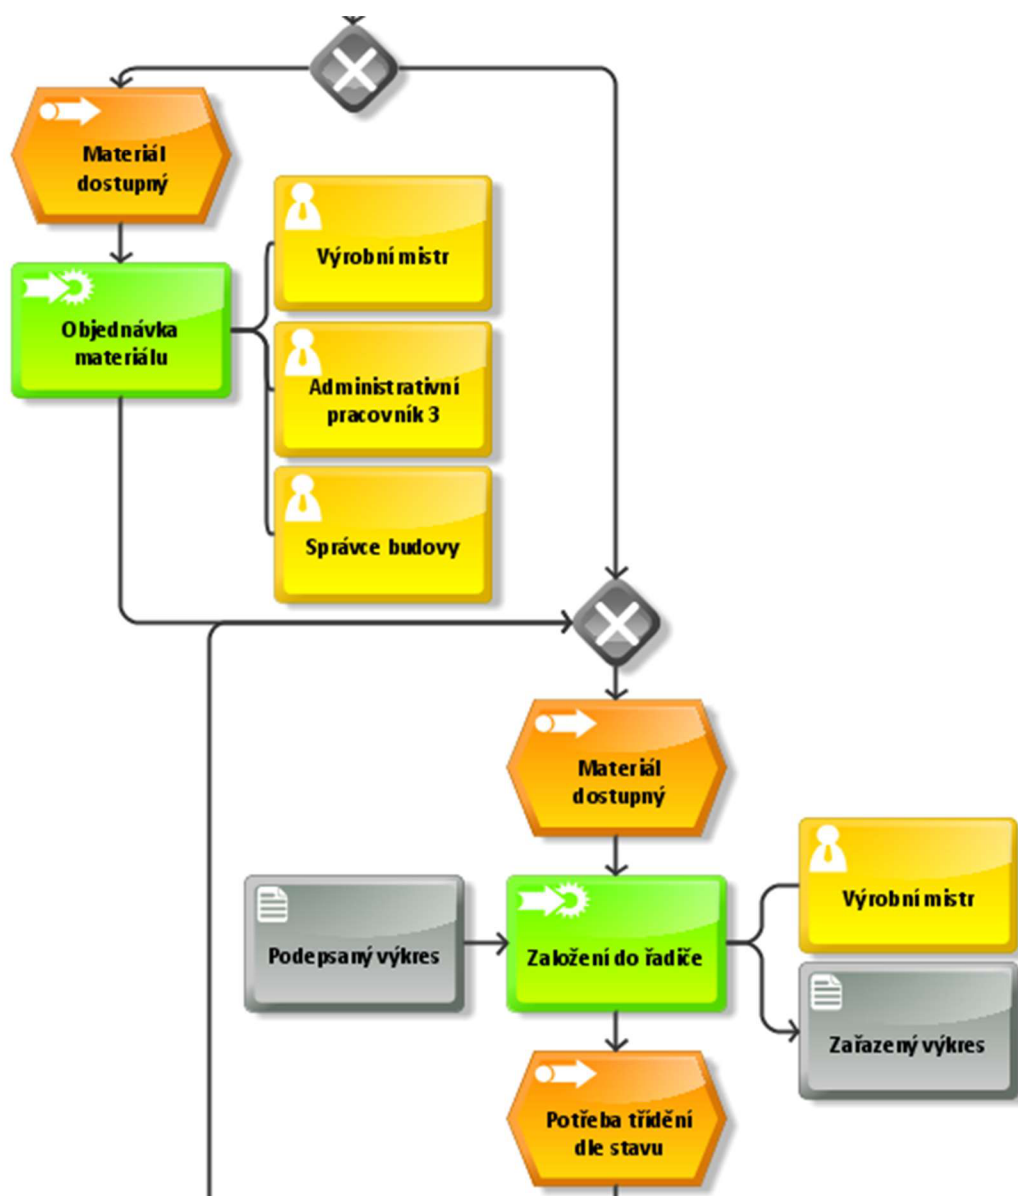 Materiál
dostupný
Výrobní mistr
Objednávka
materiálu
Administrativní
pracovník 3
Správce budovy
Materiál
dostupný
Výrobní mistr
Podepsaný výkres
Založení do řadiče
Zařazený výkres
Potřeba třídění
dle stavu